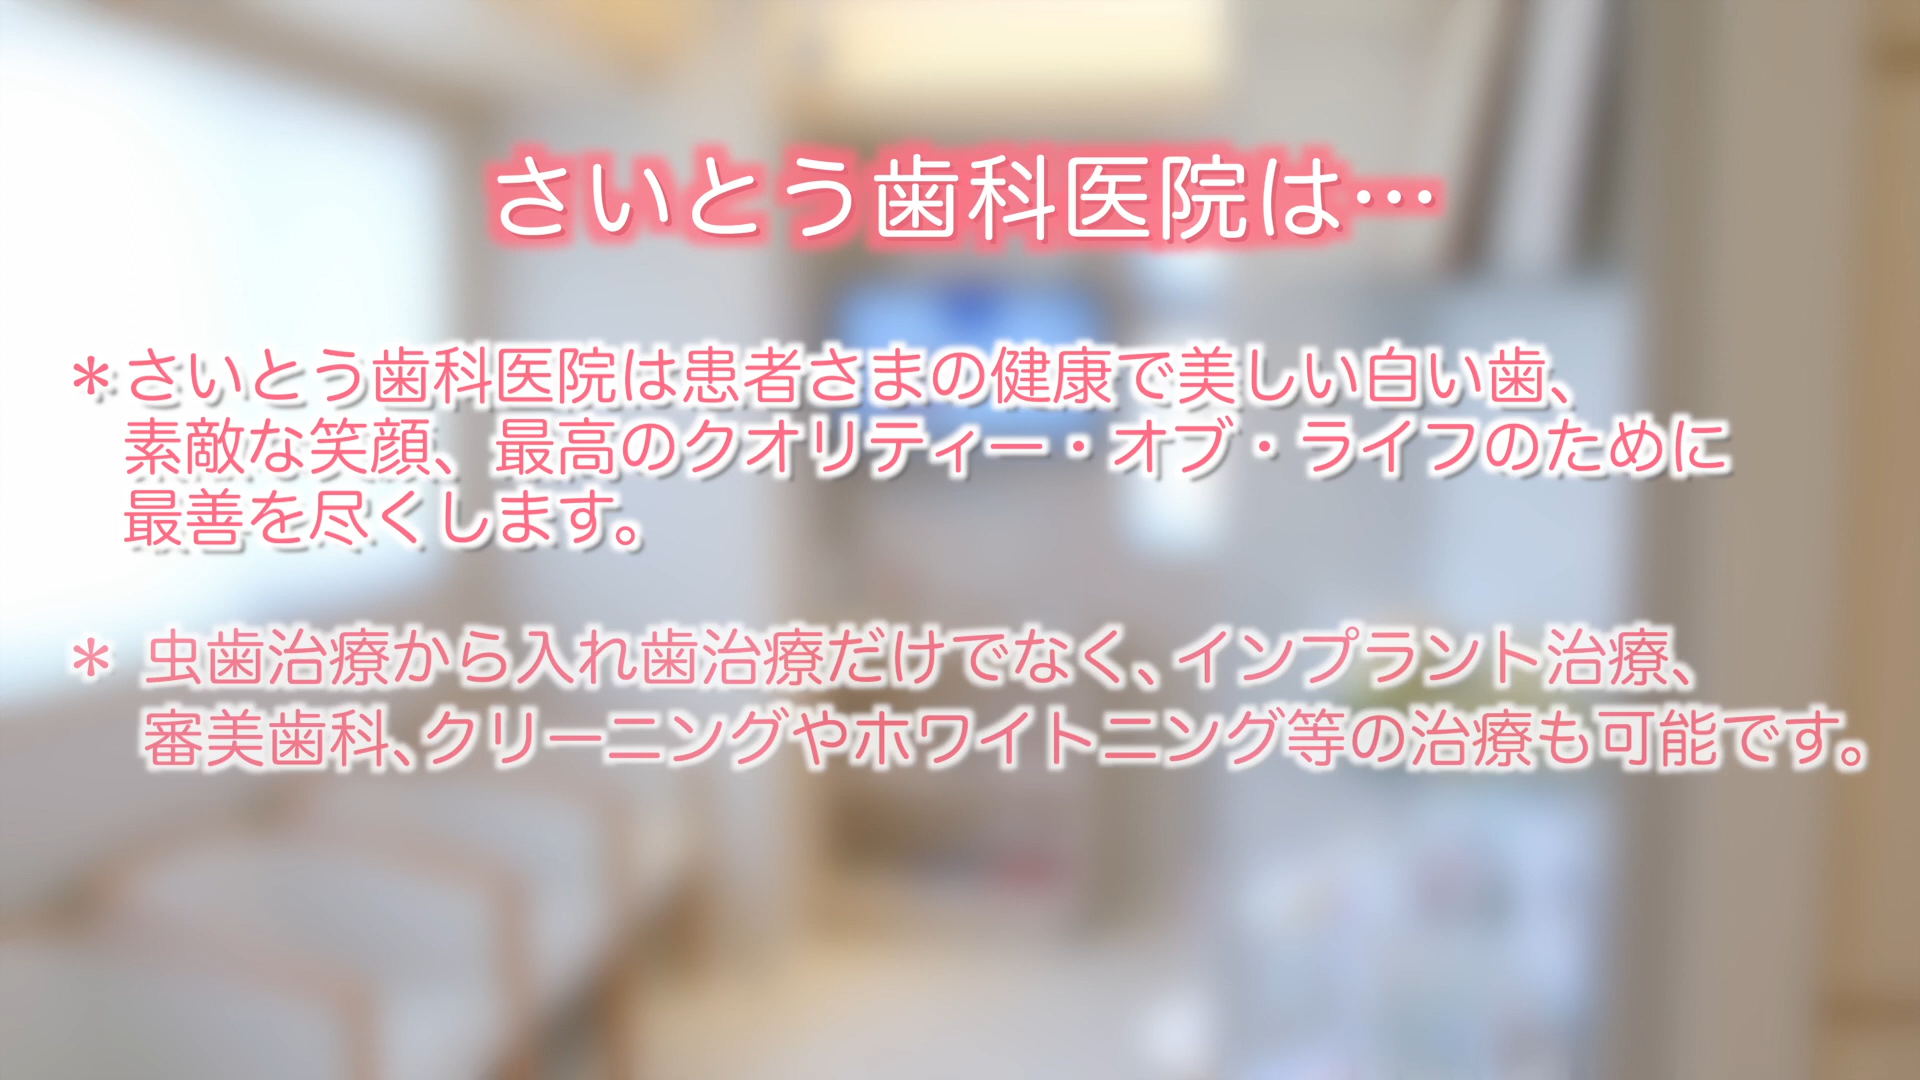 さいとう歯科医院は…
＊さいとう歯科医院は患者さまの健康で美しい白い歯、
素敵な笑顔、最高のクオリティー・オブ・ライフのために
最善を尽くします。
＊ 虫歯治療から入れ歯治療だけでなく、インプラント治療、
審美歯科、クリーニングやホワイトニング等の治療も可能です。